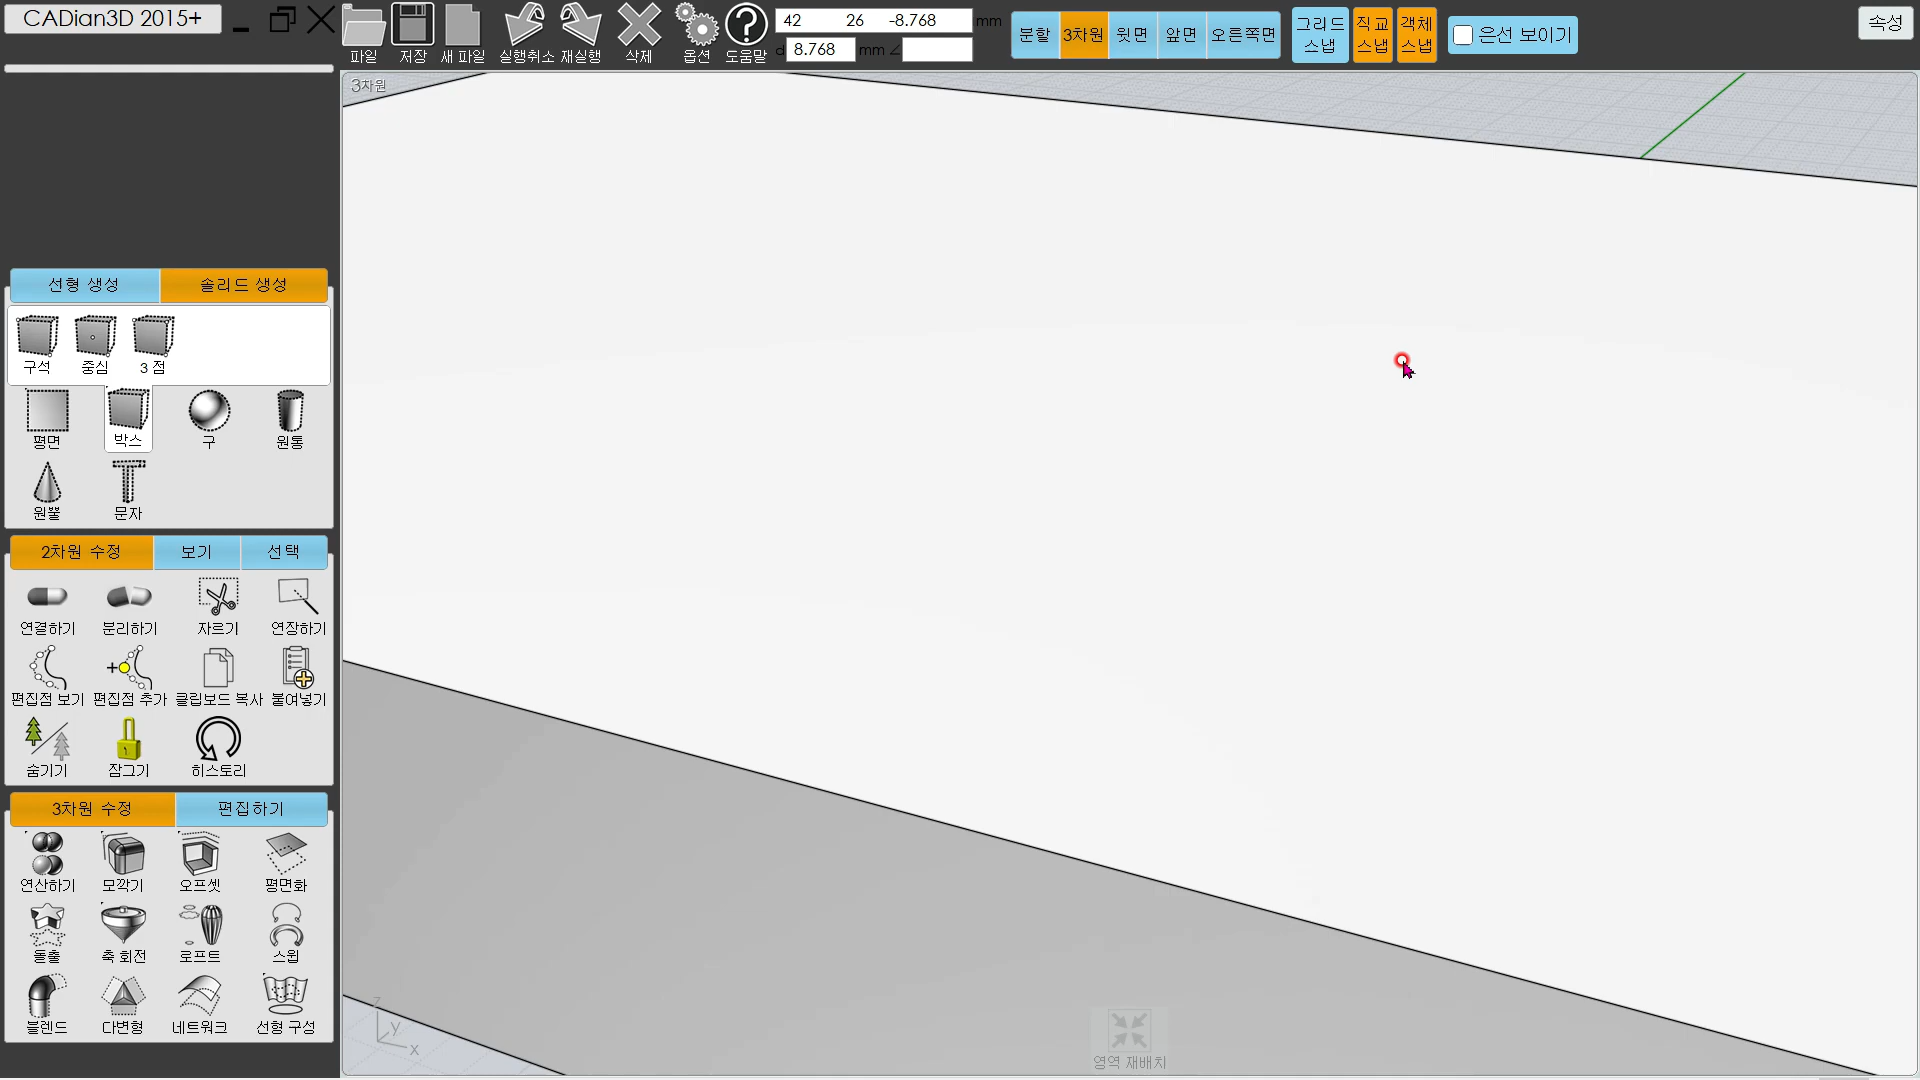 CADian3D 2015+
파일
저장
새 파일
실행취소
재실행
삭제
옵션
도움말
42 26 -8.768 mm
d 8.768 mm ∠
분할
3차원
윗면
앞면
오른쪽면
그리드
스냅
직교
스냅
객체
스냅
은선 보이기
속성
3차원
선형 생성
솔리드 생성
구석
중심
3 점
평면
박스
구
원통
원뿔
문자
2차원 수정
보기
선택
연결하기
분리하기
자르기
연장하기
편집점 보기
편집점 추가
클립보드 복사
붙여넣기
숨기기
잠그기
히스토리
3차원 수정
편집하기
연산하기
모깍기
오프셋
평면화
돌출
축 회전
로프트
스윕
블렌드
다변형
네트워크
선형 구성
z
y
x
영역 재배치